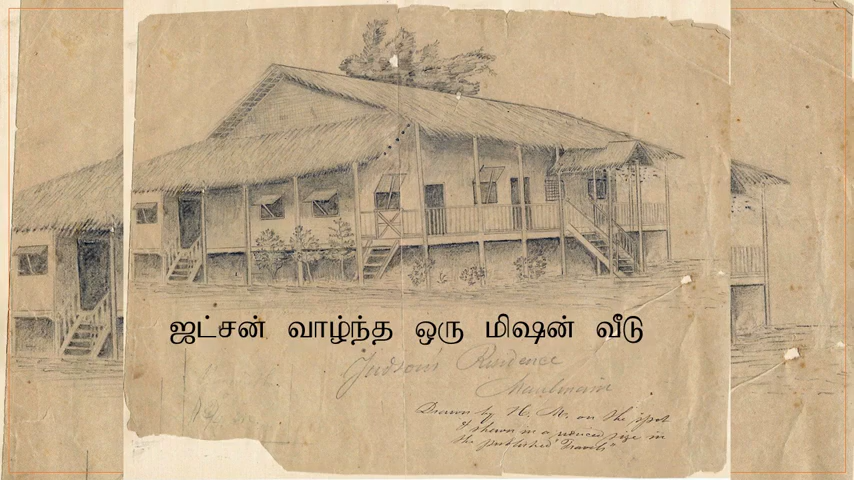 ஜட்சன் வாழ்ந்த ஒரு மிஷன் வீடு
Judson's Residence
Maulmain
Drawn by H. M. on the spot
& shown in a reduced size in
the published "Travels"